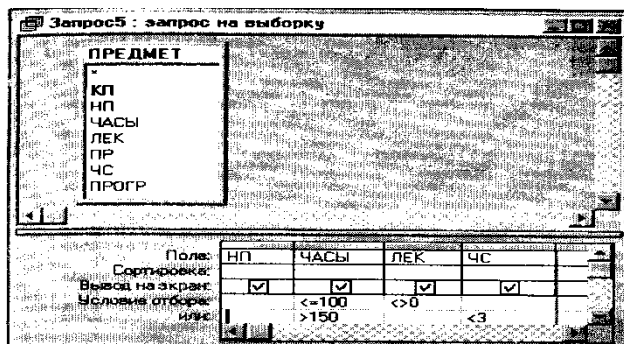 Запрос5 : запрос на выборку
ПРЕДМЕТ
*
КП
НП
ЧАСЫ
ЛЕК
ПР
ЧС
ПРОГР
Поле: НП ЧАСЫ ЛЕК ЧС
Сортировка:
Вывод на экран:
Условие отбора: <=100 <>0
или: >150 <3